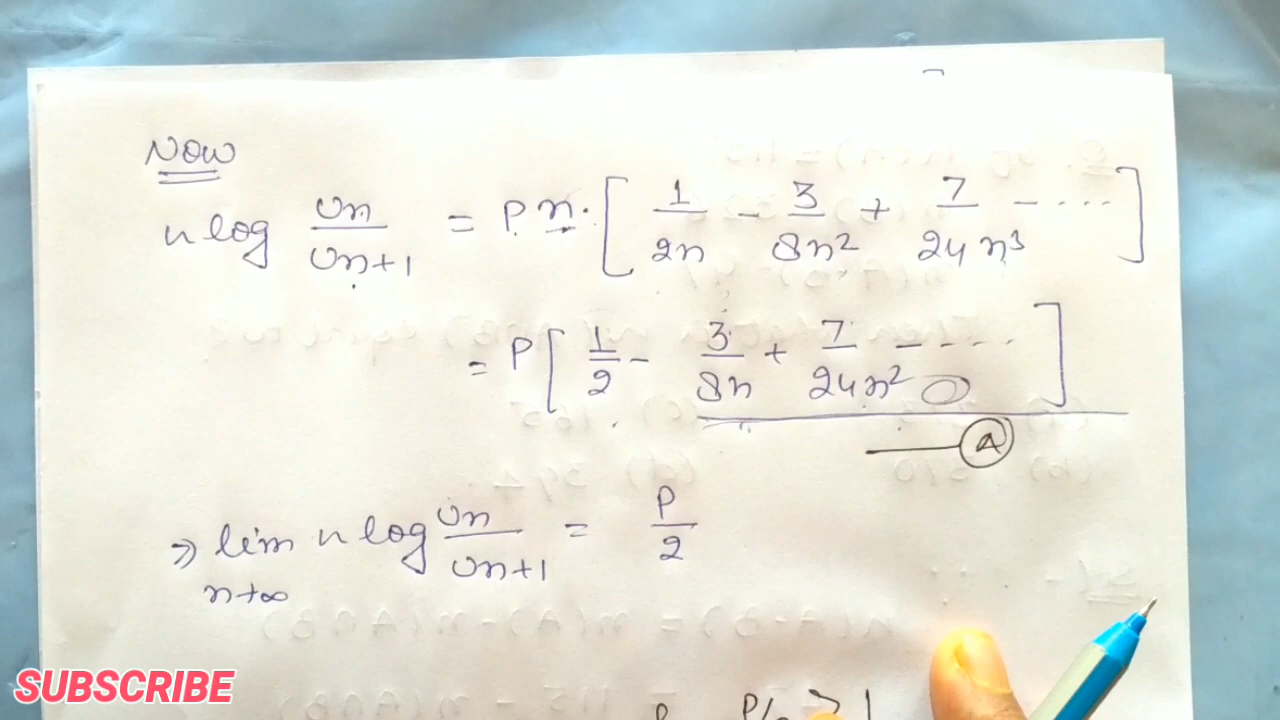 Now
n log Un/Un+1 = P n. [ 1/2n - 3/8n² + 7/24n³ - .... ]
= P [ 1/2 - 3/8n + 7/24n² - .... ]
A
⇒ lim n→∞ n log Un/Un+1 = P/2
SUBSCRIBE